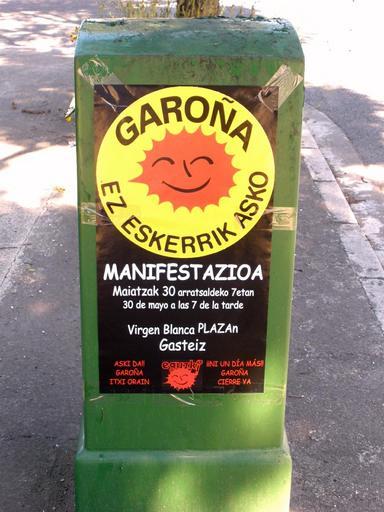 GAROÑA
EZ ESKERRIK ASKO
MANIFESTAZIOA
Maiatzak 30 arratsaldeko 7etan
30 de mayo a las 7 de la tarde
Virgen Blanca PLAZAn
Gasteiz
ASKI DA!!
GAROÑA
ITXI ORAIN
eguzki
¡¡NI UN DÍA MÁS!!
GAROÑA
CIERRE YA